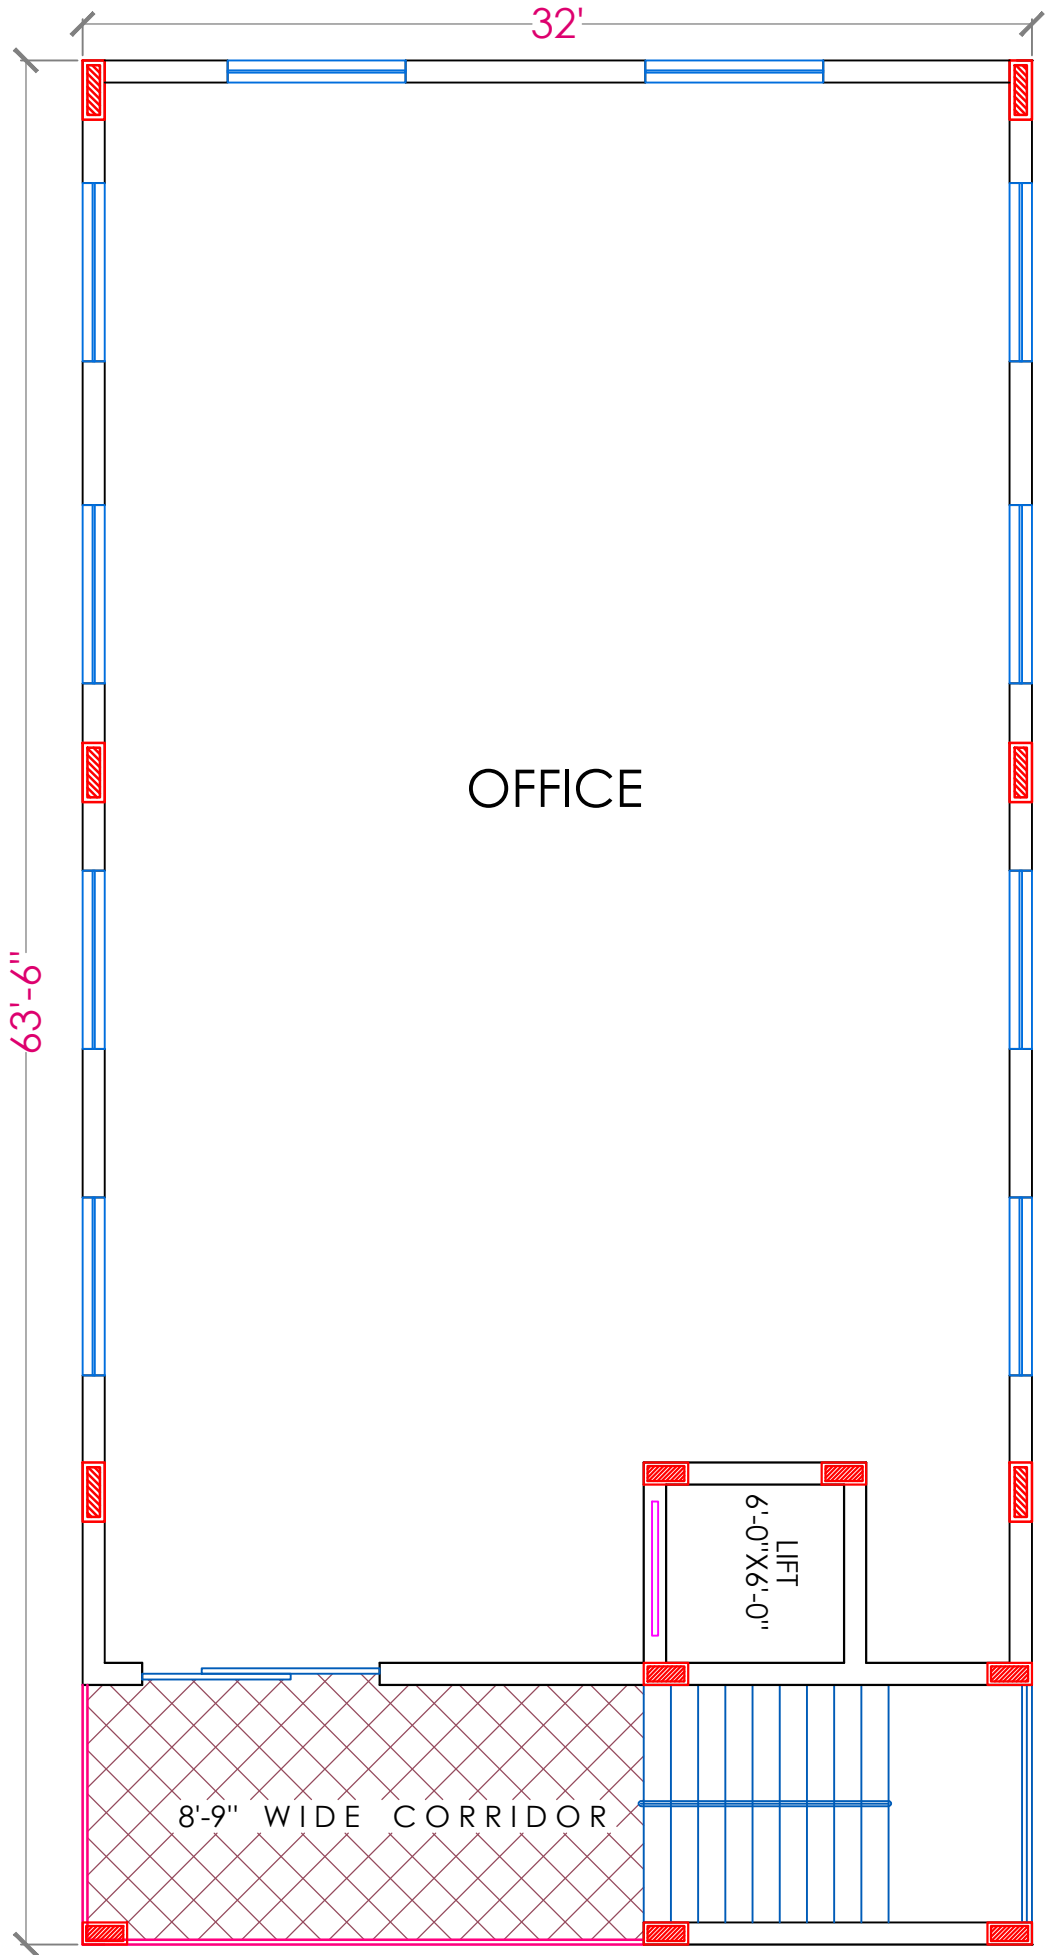 32'
OFFICE
63'-6"
LIFT
6'-0"X6'-0"
8'-9" WIDE CORRIDOR